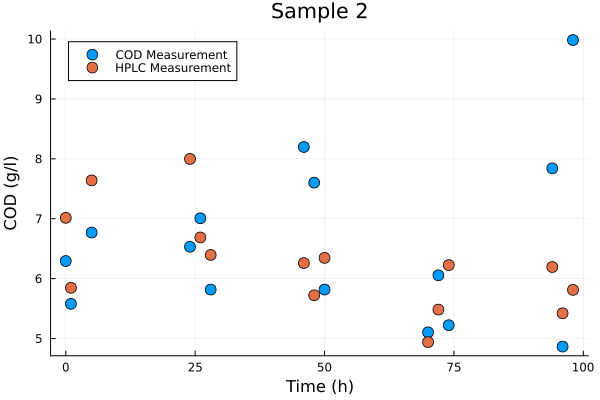 Sample 2
COD (g/l)
10
9
8
7
6
5
COD Measurement
HPLC Measurement
0 25 50 75 100
Time (h)